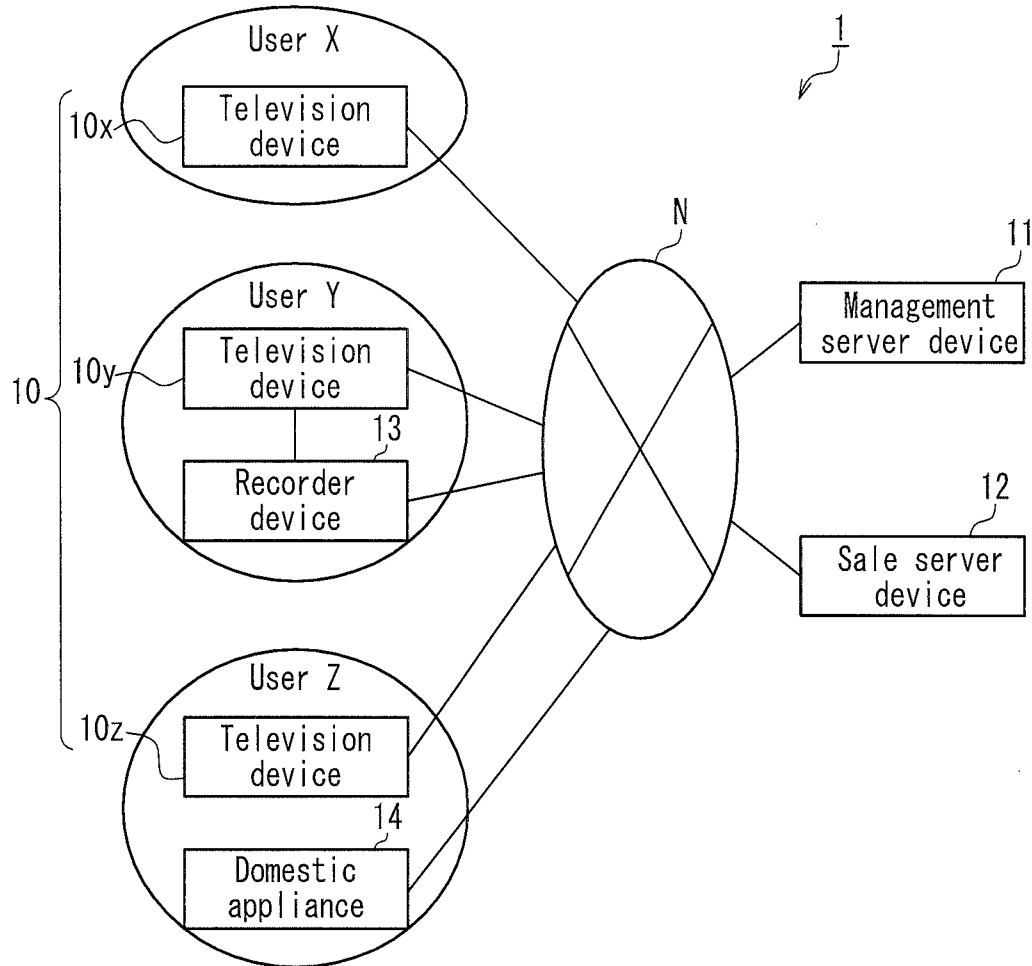 1
User X
Television
device
10x
N
11
Management
server device
User Y
Television
device
10y
10
13
Recorder
device
12
Sale server
device
User Z
Television
device
10z
14
Domestic
appliance